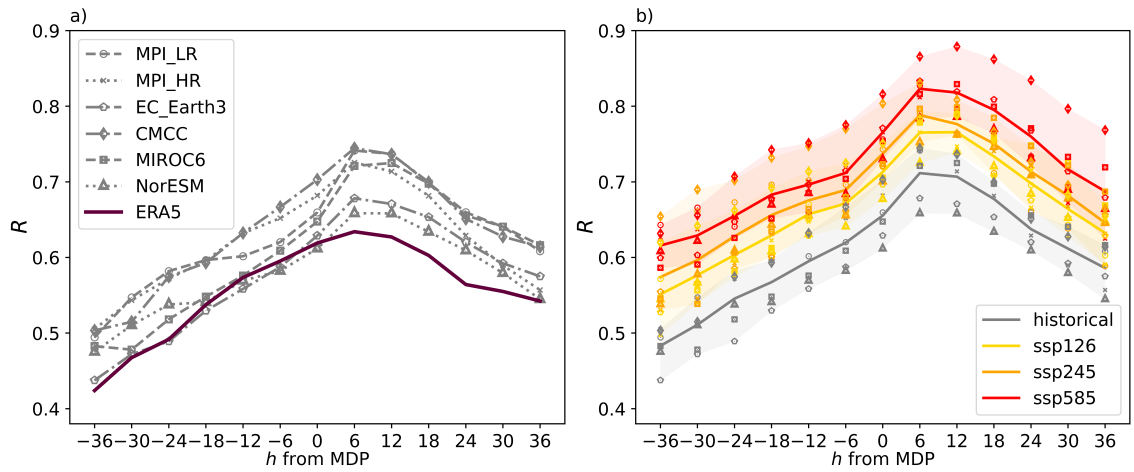 a)
0.9
0.8
0.7
0.6
0.5
0.4
R
MPI_LR
MPI_HR
EC_Earth3
CMCC
MIROC6
NorESM
ERA5
−36 −30 −24 −18 −12 −6 0 6 12 18 24 30 36
h from MDP
b)
0.9
0.8
0.7
0.6
0.5
0.4
R
historical
ssp126
ssp245
ssp585
−36 −30 −24 −18 −12 −6 0 6 12 18 24 30 36
h from MDP